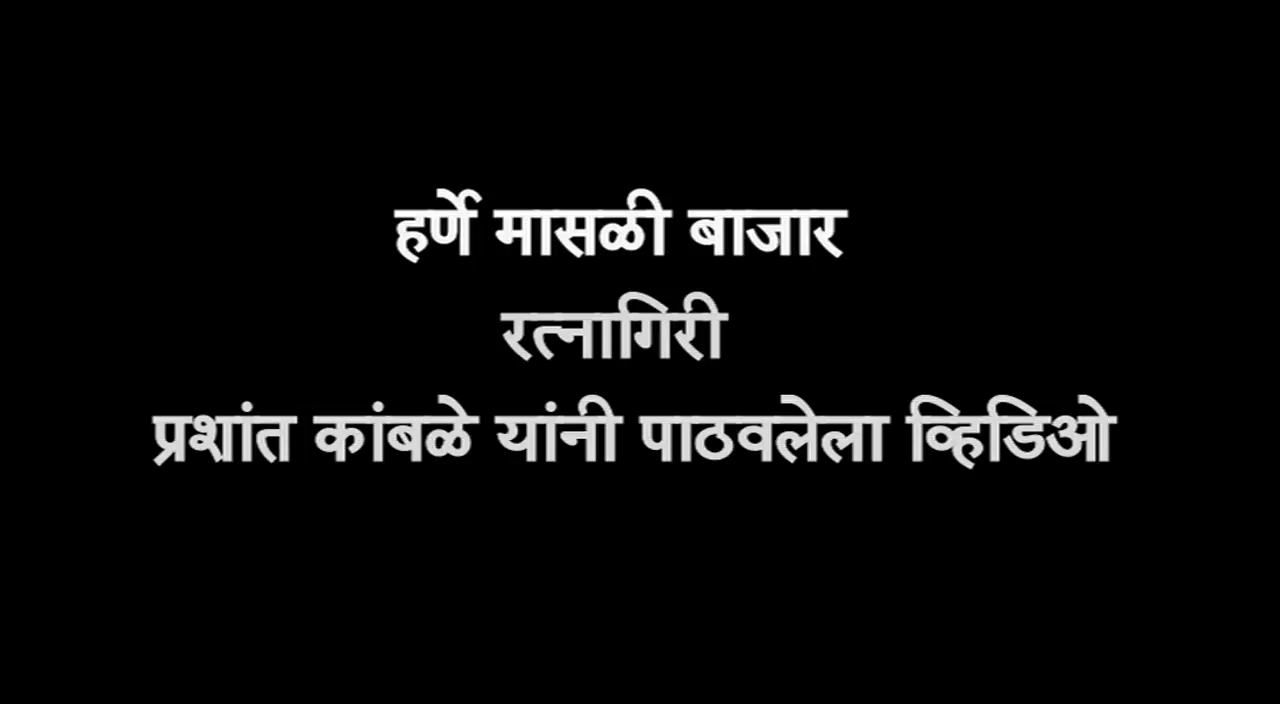 हर्णे मासळी बाजार
रत्नागिरी
प्रशांत कांबळे यांनी पाठवलेला व्हिडिओ